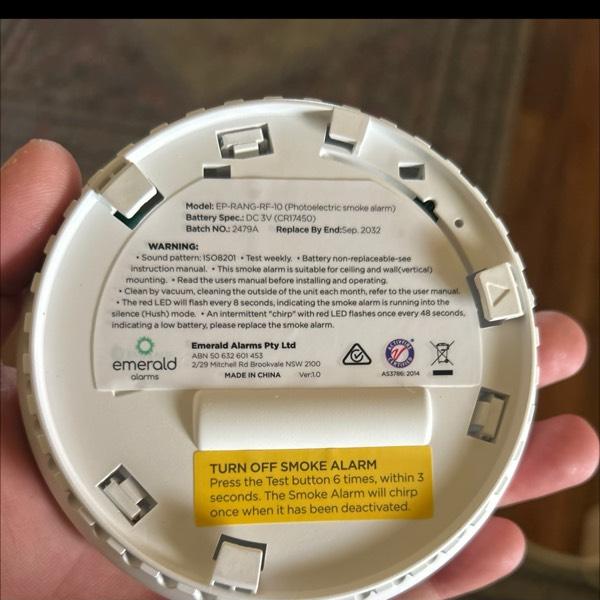 Model: EP-RANG-RF-10 (Photoelectric smoke alarm)
Battery Spec.: DC 3V (CR17450)
Batch NO.: 2479A Replace By End:Sep. 2032
WARNING:
• Sound pattern: ISO8201 • Test weekly. • Battery non-replaceable-see
instruction manual. • This smoke alarm is suitable for ceiling and wall(vertical)
mounting. • Read the users manual before installing and operating.
• Clean by vacuum, cleaning the outside of the unit each month, refer to the user manual.
• The red LED will flash every 8 seconds, indicating the smoke alarm is running into the
silence (Hush) mode. • An intermittent "chirp" with red LED flashes once every 48 seconds,
indicating a low battery, please replace the smoke alarm.
emerald
alarms
Emerald Alarms Pty Ltd
ABN 50 632 601 453
2/29 Mitchell Rd Brookvale NSW 2100
MADE IN CHINA Ver:1.0
AS3786: 2014
TURN OFF SMOKE ALARM
Press the Test button 6 times, within 3
seconds. The Smoke Alarm will chirp
once when it has been deactivated.